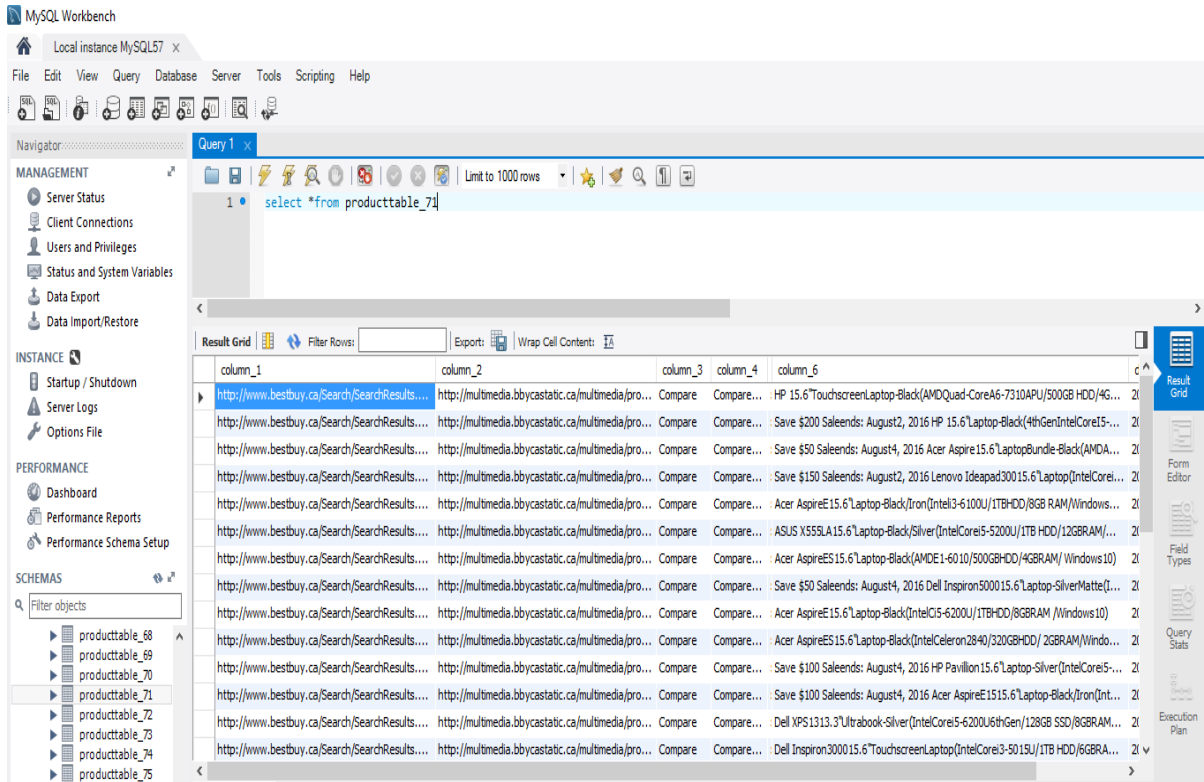 MySQL Workbench
Local instance MySQL57 x
File Edit View Query Database Server Tools Scripting Help
Navigator
MANAGEMENT
Server Status
Client Connections
Users and Privileges
Status and System Variables
Data Export
Data Import/Restore
INSTANCE
Startup / Shutdown
Server Logs
Options File
PERFORMANCE
Dashboard
Performance Reports
Performance Schema Setup
SCHEMAS
Filter objects
producttable_68
producttable_69
producttable_70
producttable_71
producttable_72
producttable_73
producttable_74
producttable_75
Query 1 x
Limit to 1000 rows
1 select *from producttable_71
Result Grid Filter Rows: Export: Wrap Cell Content:
column_1 column_2 column_3 column_4 column_6 c
http://www.bestbuy.ca/Search/SearchResults.... http://multimedia.bbycastatic.ca/multimedia/pro... Compare Compare... HP 15.6"TouchscreenLaptop-Black(AMDQuad-CoreA6-7310APU/500GB HDD/4G... 20
http://www.bestbuy.ca/Search/SearchResults.... http://multimedia.bbycastatic.ca/multimedia/pro... Compare Compare... Save $200 Saleends: August2, 2016 HP 15.6"Laptop-Black(4thGenIntelCoreI5-... 20
http://www.bestbuy.ca/Search/SearchResults.... http://multimedia.bbycastatic.ca/multimedia/pro... Compare Compare... Save $50 Saleends: August4, 2016 Acer Aspire15.6"LaptopBundle-Black(AMDA... 20
http://www.bestbuy.ca/Search/SearchResults.... http://multimedia.bbycastatic.ca/multimedia/pro... Compare Compare... Save $150 Saleends: August2, 2016 Lenovo Ideapad30015.6"Laptop(IntelCorei... 20
http://www.bestbuy.ca/Search/SearchResults.... http://multimedia.bbycastatic.ca/multimedia/pro... Compare Compare... Acer AspireE15.6"Laptop-Black/Iron(Inteli3-6100U/1TBHDD/8GB RAM/Windows... 20
http://www.bestbuy.ca/Search/SearchResults.... http://multimedia.bbycastatic.ca/multimedia/pro... Compare Compare... ASUS X555LA15.6"Laptop-Black/Silver(IntelCorei5-5200U/1TB HDD/12GBRAM/... 20
http://www.bestbuy.ca/Search/SearchResults.... http://multimedia.bbycastatic.ca/multimedia/pro... Compare Compare... Acer AspireES15.6"Laptop-Black(AMDE1-6010/500GBHDD/4GBRAM/ Windows10) 20
http://www.bestbuy.ca/Search/SearchResults.... http://multimedia.bbycastatic.ca/multimedia/pro... Compare Compare... Save $50 Saleends: August4, 2016 Dell Inspiron500015.6"Laptop-SilverMatte(I... 20
http://www.bestbuy.ca/Search/SearchResults.... http://multimedia.bbycastatic.ca/multimedia/pro... Compare Compare... Acer AspireE15.6"Laptop-Black(IntelCi5-6200U/1TBHDD/8GBRAM /Windows10) 20
http://www.bestbuy.ca/Search/SearchResults.... http://multimedia.bbycastatic.ca/multimedia/pro... Compare Compare... Acer AspireES15.6"Laptop-Black(IntelCeleron2840/320GBHDD/ 2GBRAM/Windo... 20
http://www.bestbuy.ca/Search/SearchResults.... http://multimedia.bbycastatic.ca/multimedia/pro... Compare Compare... Save $100 Saleends: August4, 2016 HP Pavillion15.6"Laptop-Silver(IntelCorei5-... 20
http://www.bestbuy.ca/Search/SearchResults.... http://multimedia.bbycastatic.ca/multimedia/pro... Compare Compare... Save $100 Saleends: August4, 2016 Acer AspireE1515.6"Laptop-Black/Iron(Int... 20
http://www.bestbuy.ca/Search/SearchResults.... http://multimedia.bbycastatic.ca/multimedia/pro... Compare Compare... Dell XPS1313.3"Ultrabook-Silver(IntelCorei5-6200U6thGen/128GB SSD/8GBRAM... 20
http://www.bestbuy.ca/Search/SearchResults.... http://multimedia.bbycastatic.ca/multimedia/pro... Compare Compare... Dell Inspiron300015.6"TouchscreenLaptop(IntelCorei3-5015U/1TB HDD/6GBRA... 20
Result
Grid
Form
Editor
Field
Types
Query
Stats
Execution
Plan